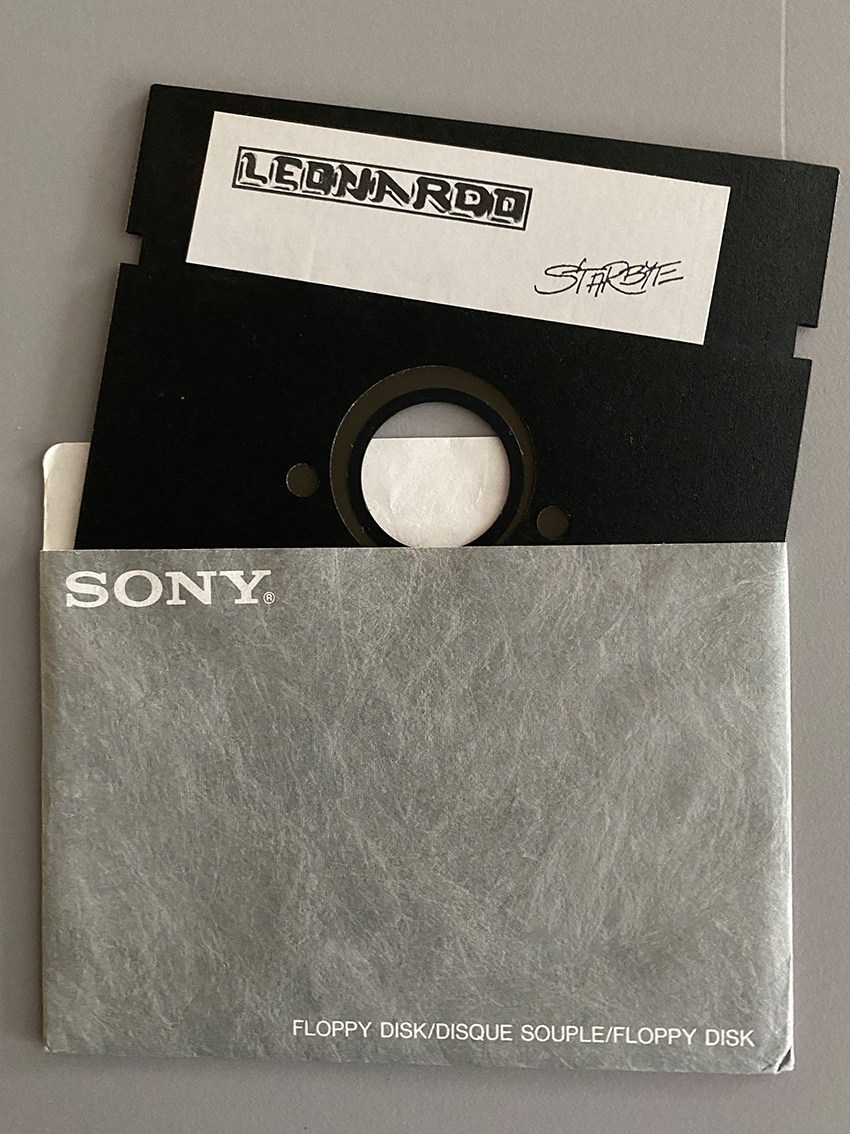 LEONARDO
STARBYTE
SONY®
FLOPPY DISK/DISQUE SOUPLE/FLOPPY DISK